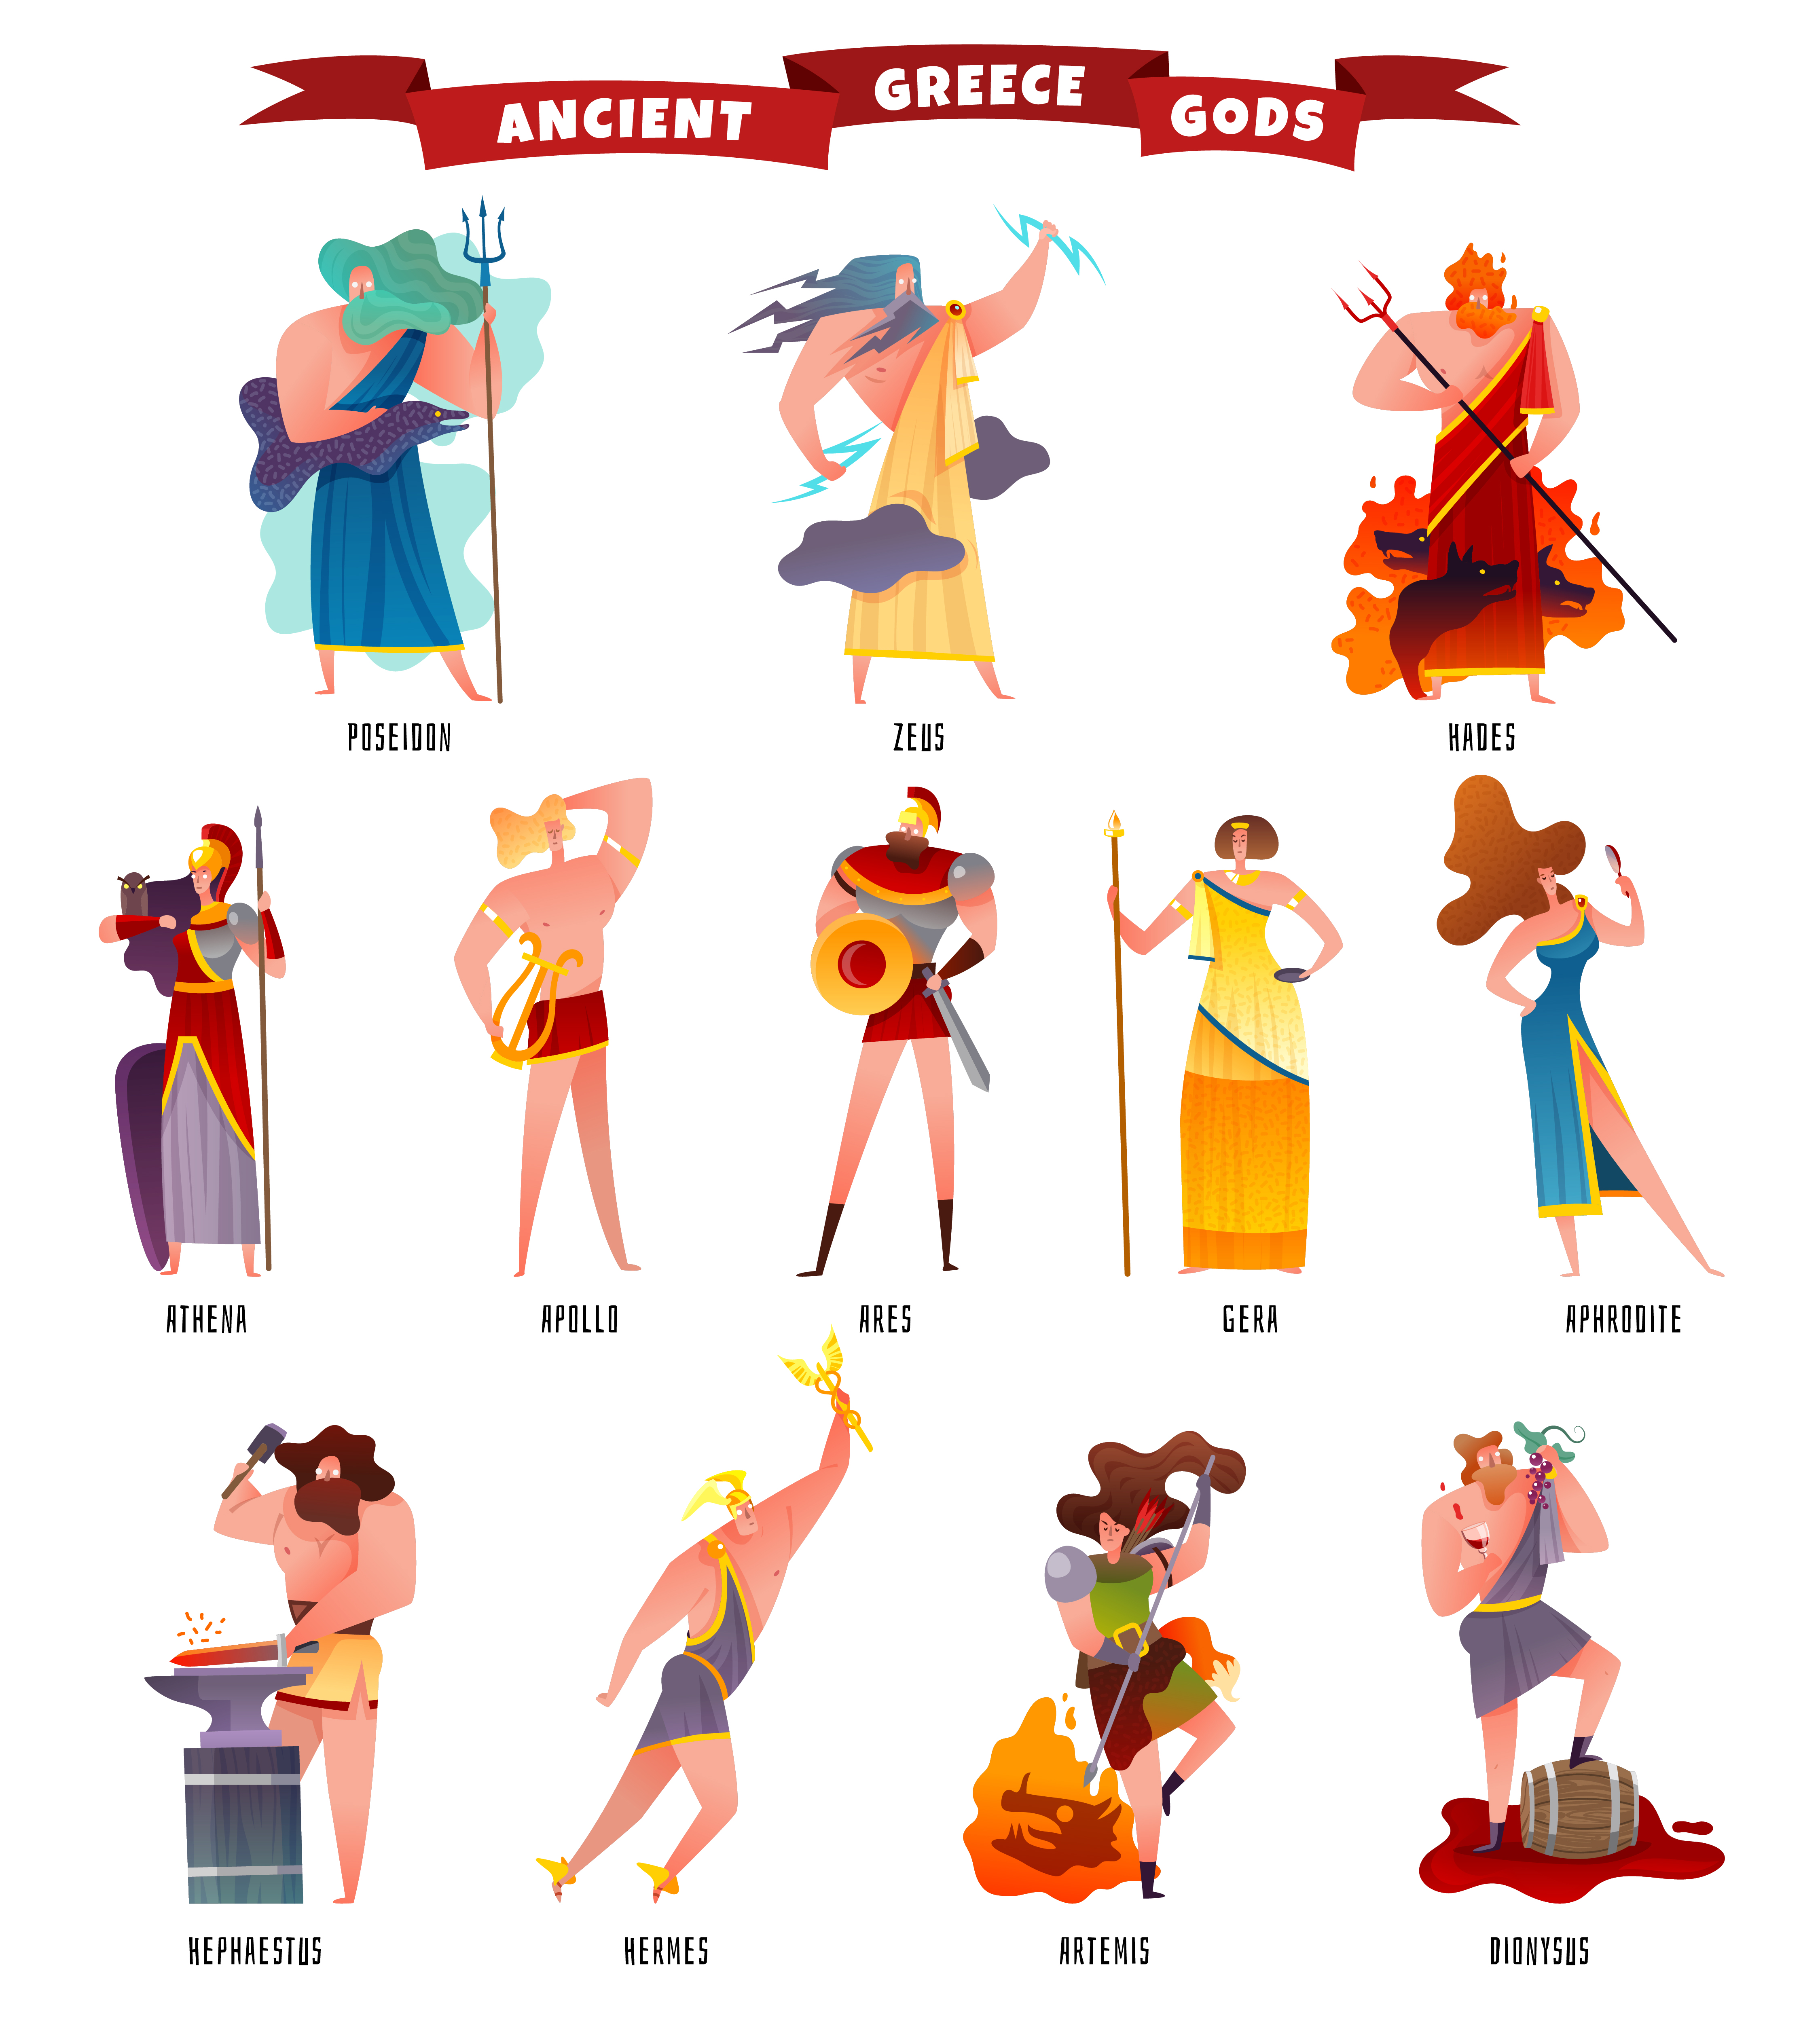 ANCIENT GREECE GODS
POSEIDON
ZEUS
HADES
ATHENA
APOLLO
ARES
GERA
APHRODITE
HEPHAESTUS
HERMES
ARTEMIS
DIONYSUS